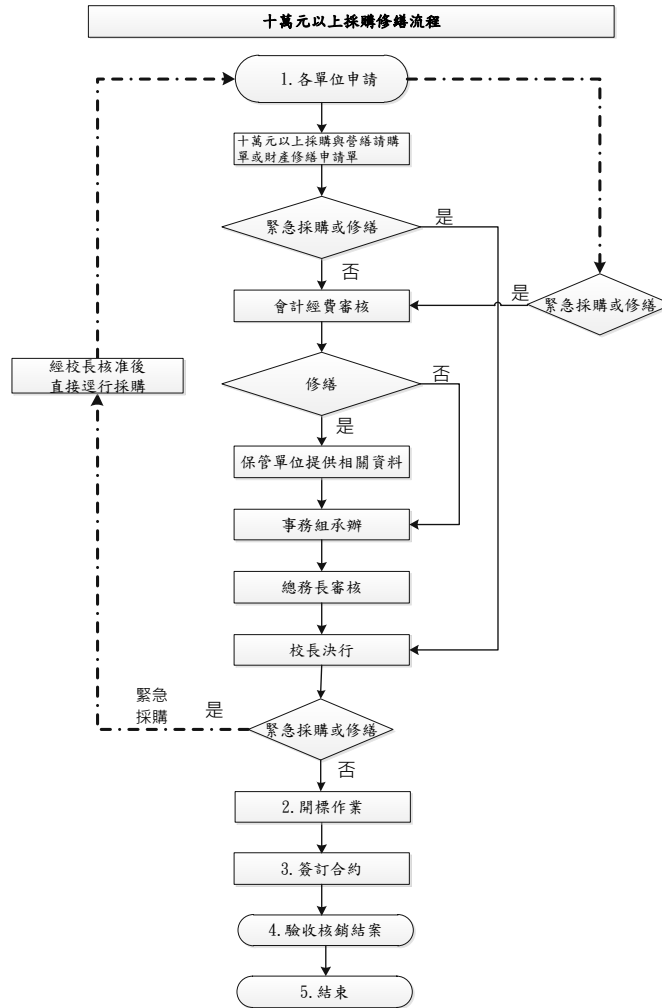 十萬元以上採購修繕流程
1.各單位申請
十萬元以上採購與營繕請購
單或財產修繕申請單
緊急採購或修繕
是
否
會計經費審核
是
緊急採購或修繕
經校長核准後
直接逕行採購
修繕
否
是
保管單位提供相關資料
事務組承辦
總務長審核
校長決行
緊急
採購
是
緊急採購或修繕
否
2.開標作業
3.簽訂合約
4.驗收核銷結案
5.結束